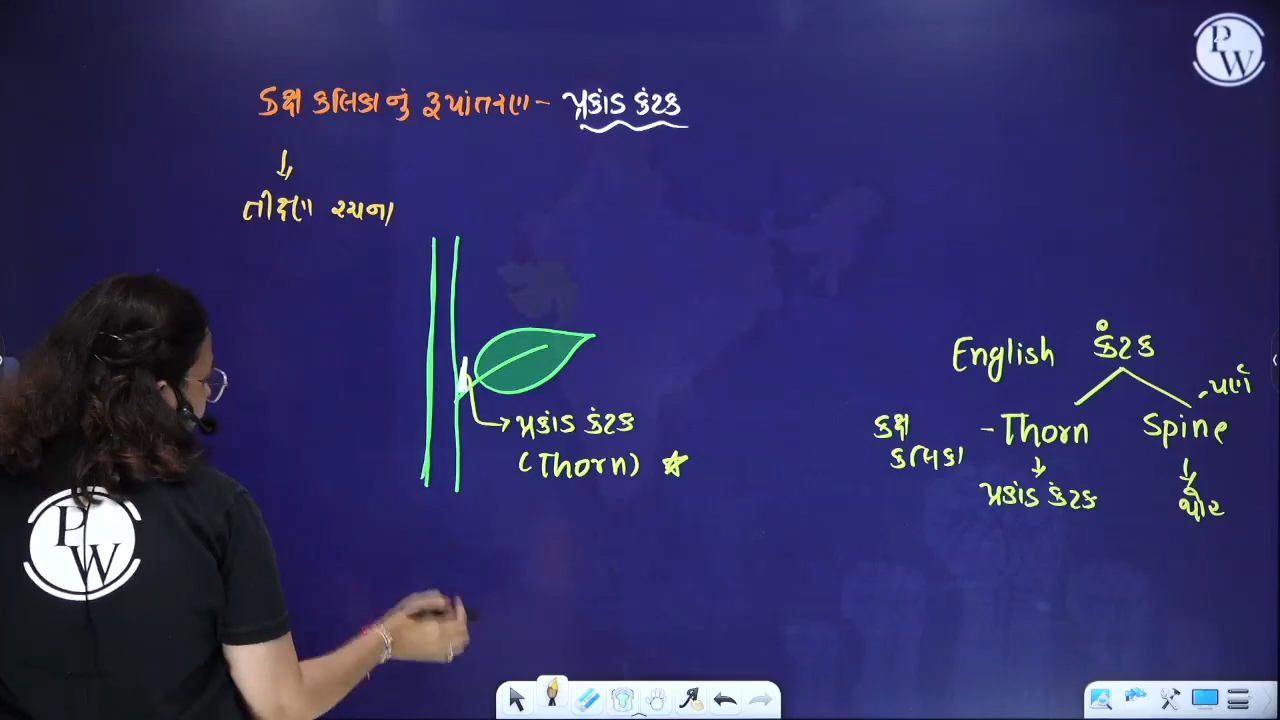 કક્ષ કલિકાનું રૂપાંતરણ - પ્રકાંડ કંટક
↓
તીક્ષ્ણ રચના
પ્રકાંડ કંટક
(Thorn) ☆
English કંટક
પર્ણ
કક્ષ કલિકા - Thorn Spine
↓ ↓
પ્રકાંડ કંટક થોર
PW
PW